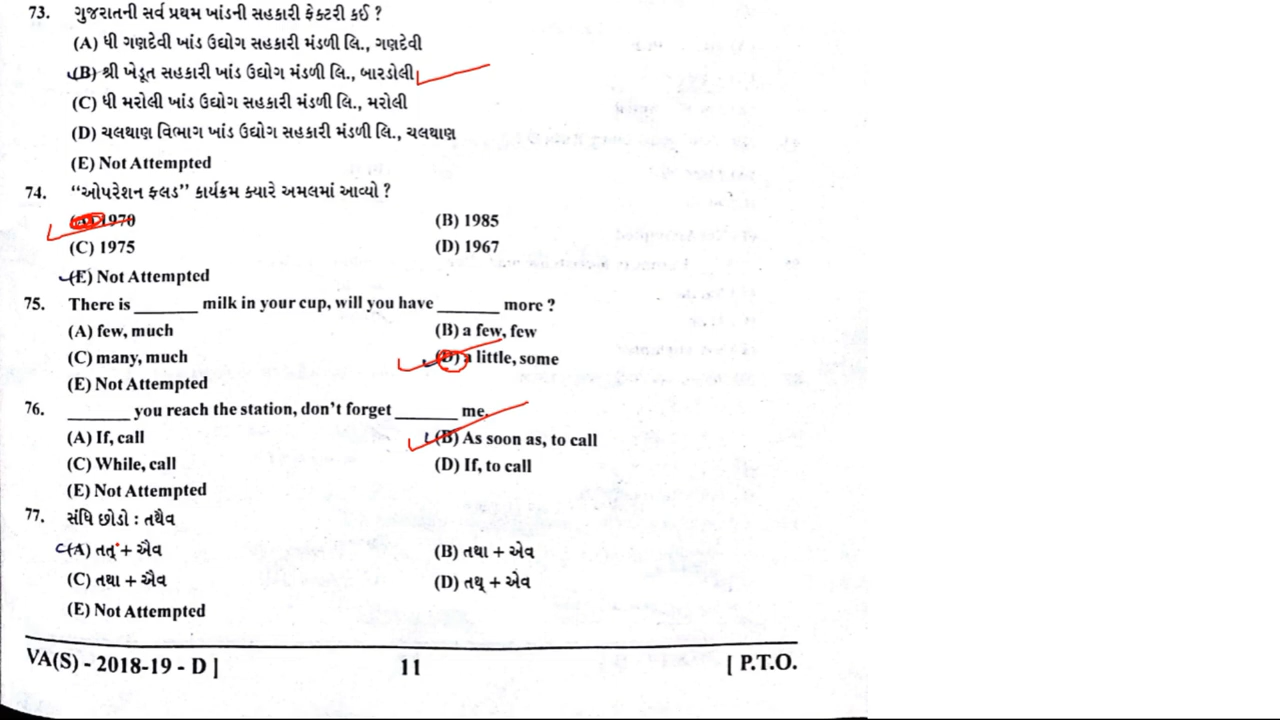 73. ગુજરાતની સર્વ પ્રથમ ખાંડની સહકારી ફેક્ટરી કઈ ?
(A) ધી ગણદેવી ખાંડ ઉદ્યોગ સહકારી મંડળી લિ., ગણદેવી
(B) શ્રી ખેડૂત સહકારી ખાંડ ઉદ્યોગ મંડળી લિ., બારડોલી
(C) ધી મરોલી ખાંડ ઉદ્યોગ સહકારી મંડળી લિ., મરોલી
(D) ચલથાણ વિભાગ ખાંડ ઉદ્યોગ સહકારી મંડળી લિ., ચલથાણ
(E) Not Attempted
74. “ઓપરેશન ફ્લડ” કાર્યક્રમ ક્યારે અમલમાં આવ્યો ?
(A) 1970 (B) 1985
(C) 1975 (D) 1967
(E) Not Attempted
75. There is ______ milk in your cup, will you have ______ more ?
(A) few, much (B) a few, few
(C) many, much (D) a little, some
(E) Not Attempted
76. ______ you reach the station, don’t forget ______ me.
(A) If, call (B) As soon as, to call
(C) While, call (D) If, to call
(E) Not Attempted
77. સંધિ છોડો : તથૈવ
(A) તત્ + ઐવ (B) તથા + એવ
(C) તથા + ઐવ (D) તથ્ + એવ
(E) Not Attempted
VA(S) - 2018-19 - D ] 11 [ P.T.O.